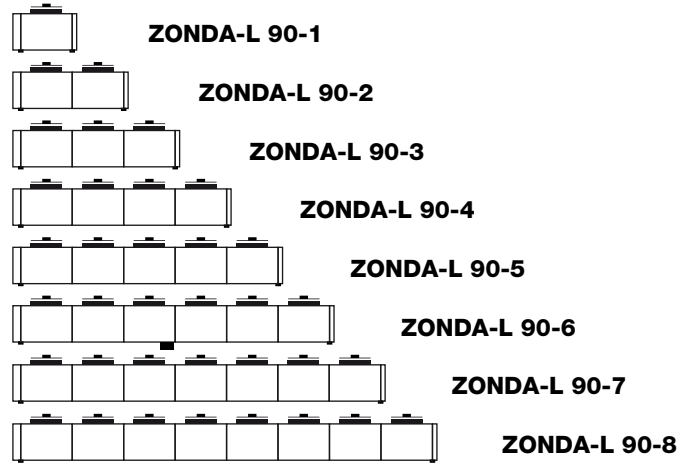 ZONDA-L 90-1
ZONDA-L 90-2
ZONDA-L 90-3
ZONDA-L 90-4
ZONDA-L 90-5
ZONDA-L 90-6
ZONDA-L 90-7
ZONDA-L 90-8